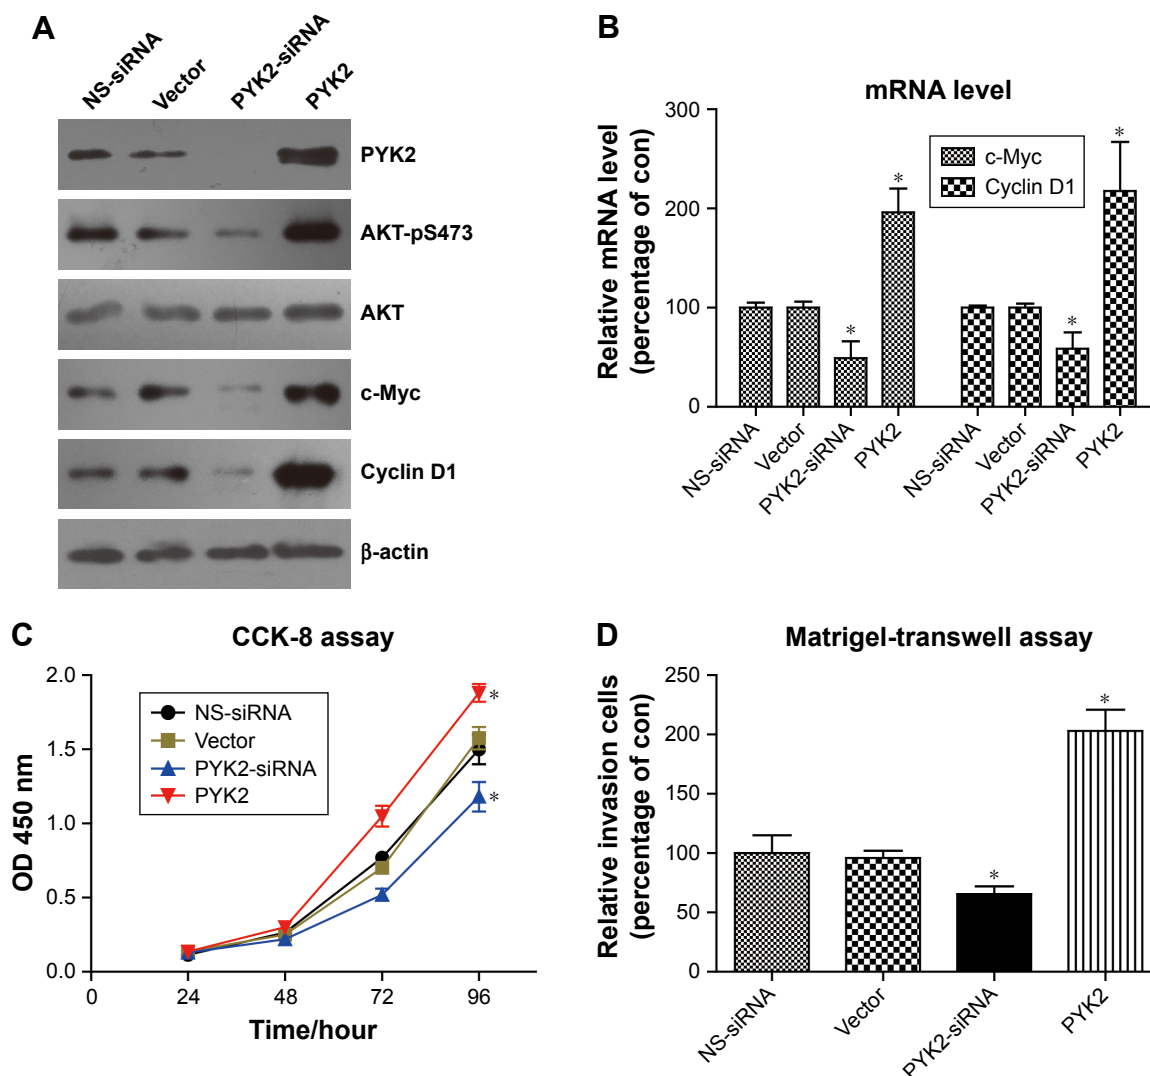 A
NS-siRNA
Vector
PYK2-siRNA
PYK2
PYK2
AKT-pS473
AKT
c-Myc
Cyclin D1
β-actin
B
mRNA level
Relative mRNA level
(percentage of con)
300
200
100
0
c-Myc
Cyclin D1
*
*
*
*
NS-siRNA
Vector
PYK2-siRNA
PYK2
NS-siRNA
Vector
PYK2-siRNA
PYK2
C
CCK-8 assay
OD 450 nm
2.0
1.5
1.0
0.5
0.0
NS-siRNA
Vector
PYK2-siRNA
PYK2
*
*
0 24 48 72 96
Time/hour
D
Matrigel-transwell assay
Relative invasion cells
(percentage of con)
250
200
150
100
50
0
*
*
NS-siRNA
Vector
PYK2-siRNA
PYK2